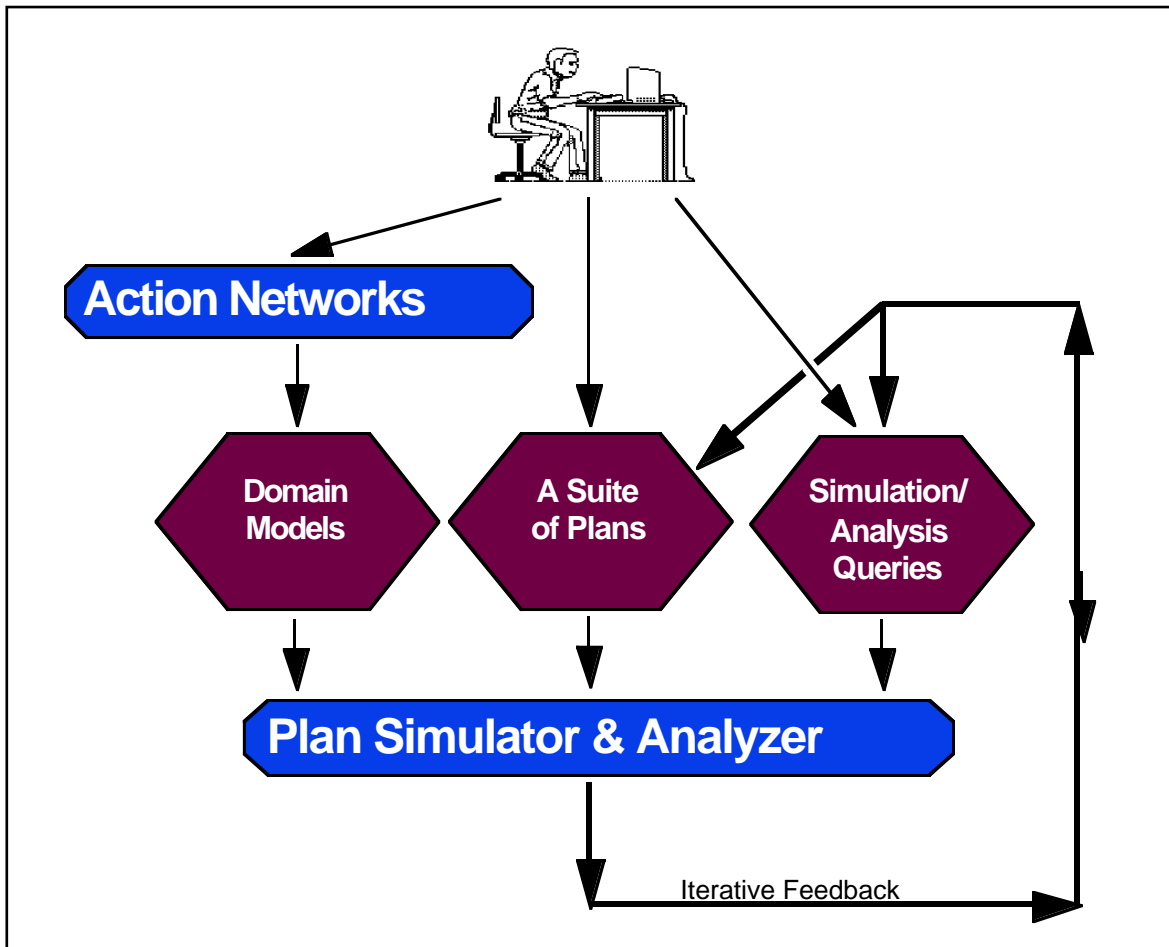 Action Networks
Domain
Models
A Suite
of Plans
Simulation/
Analysis
Queries
Plan Simulator & Analyzer
Iterative Feedback